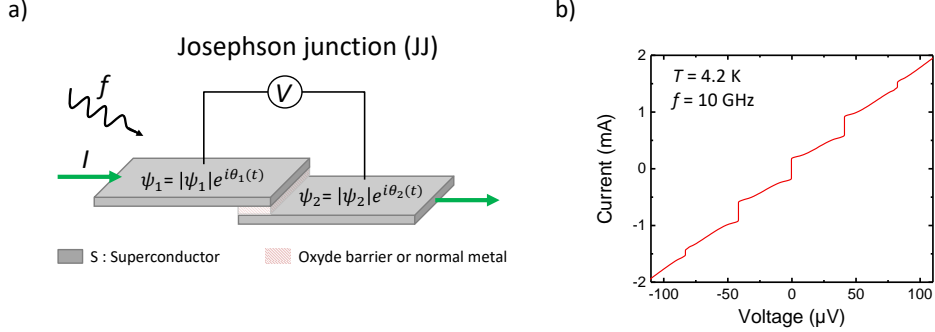 a)
Josephson junction (JJ)
f
V
I
ψ₁= |ψ₁|e^{iθ₁(t)}
ψ₂= |ψ₂|e^{iθ₂(t)}
S : Superconductor
Oxyde barrier or normal metal
b)
T = 4.2 K
f = 10 GHz
2
1
0
-1
-2
Current (mA)
-100
-50
0
50
100
Voltage (µV)